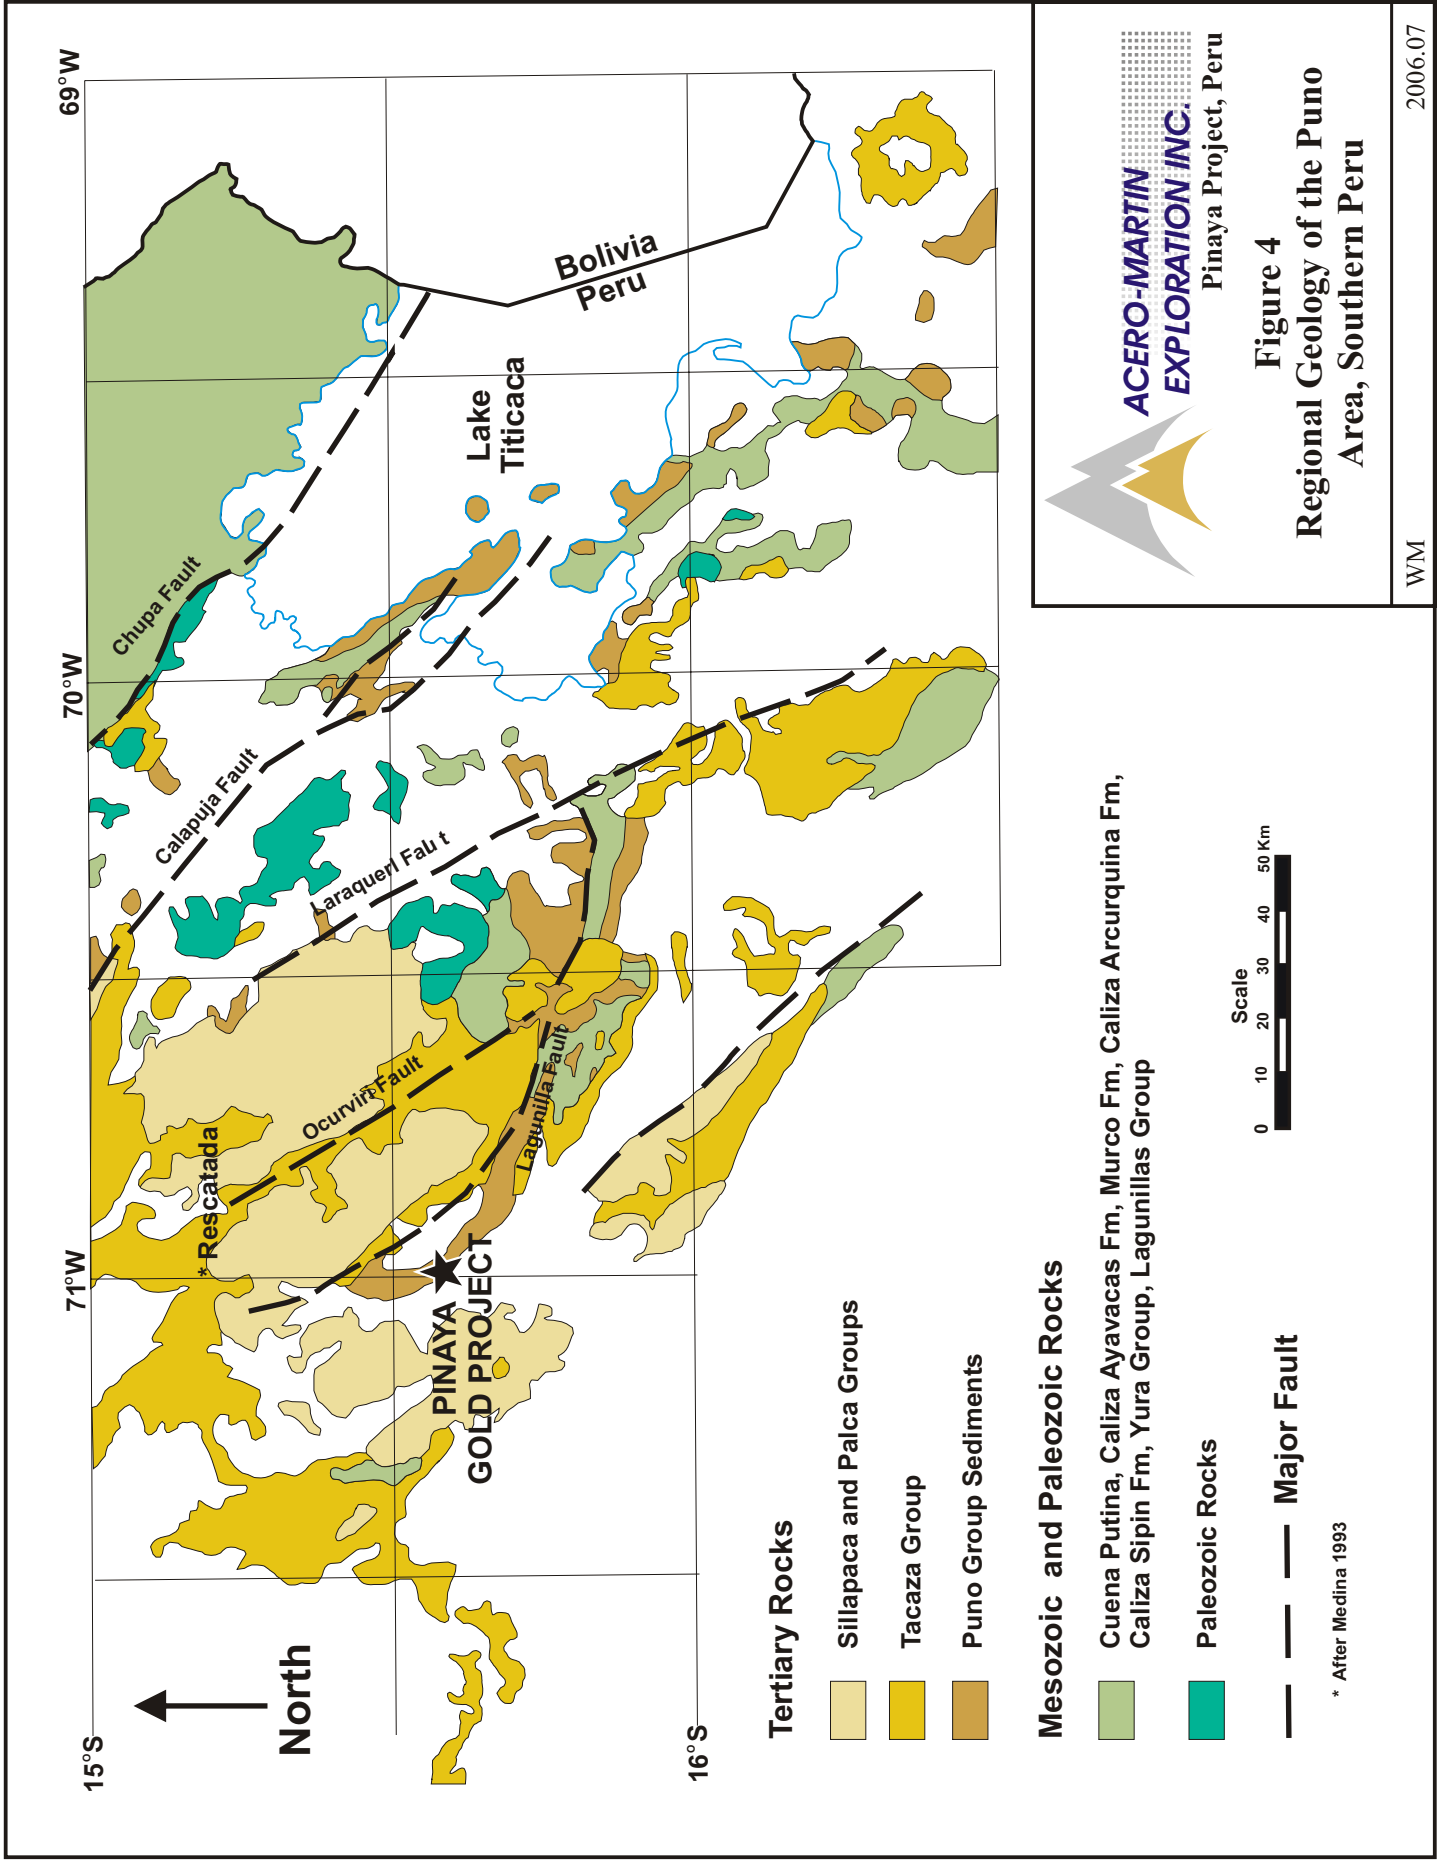 15°S
16°S
71°W
70°W
69°W
North
* Rescatada
PINAYA
GOLD PROJECT
Ocurviri Fault
Lagunilla Fault
Laraquerl Fault
Calapuja Fault
Chupa Fault
Lake
Titicaca
Bolivia
Peru
Tertiary Rocks
Sillapaca and Palca Groups
Tacaza Group
Puno Group Sediments
Mesozoic and Paleozoic Rocks
Cuena Putina, Caliza Ayavacas Fm, Murco Fm, Caliza Arcurquina Fm,
Caliza Sipin Fm, Yura Group, Lagunillas Group
Paleozoic Rocks
Major Fault
* After Medina 1993
Scale
0 10 20 30 40 50 Km
ACERO-MARTIN
EXPLORATION INC.
Pinaya Project, Peru
Figure 4
Regional Geology of the Puno
Area, Southern Peru
WM 2006.07